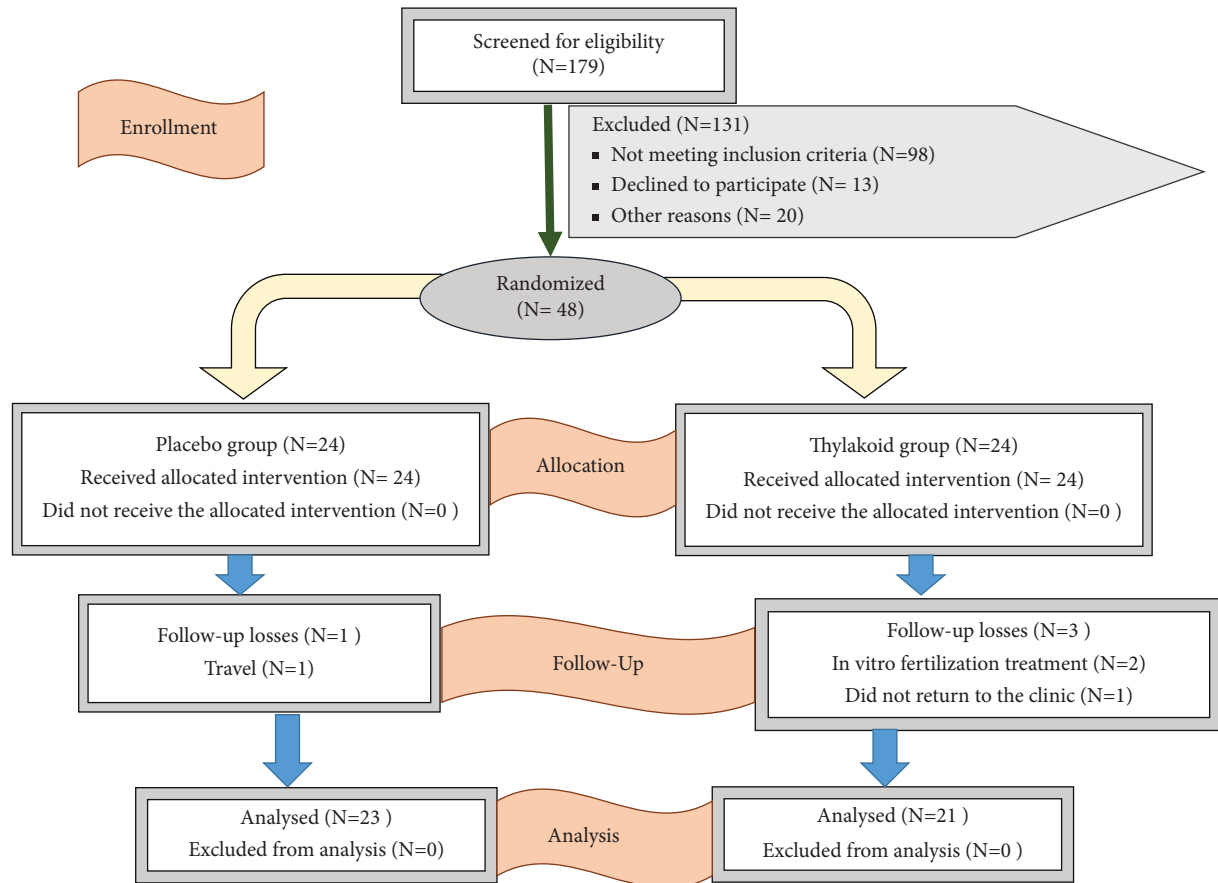 Screened for eligibility
(N=179)
Enrollment
Excluded (N=131)
▪ Not meeting inclusion criteria (N=98)
▪ Declined to participate (N= 13)
▪ Other reasons (N= 20)
Randomized
(N= 48)
Placebo group (N=24)
Received allocated intervention (N= 24)
Did not receive the allocated intervention (N=0 )
Allocation
Thylakoid group (N=24)
Received allocated intervention (N= 24)
Did not receive the allocated intervention (N=0 )
Follow-up losses (N=1 )
Travel (N=1)
Follow-Up
Follow-up losses (N=3 )
In vitro fertilization treatment (N=2)
Did not return to the clinic (N=1)
Analysed (N=23 )
Excluded from analysis (N=0)
Analysis
Analysed (N=21 )
Excluded from analysis (N=0 )